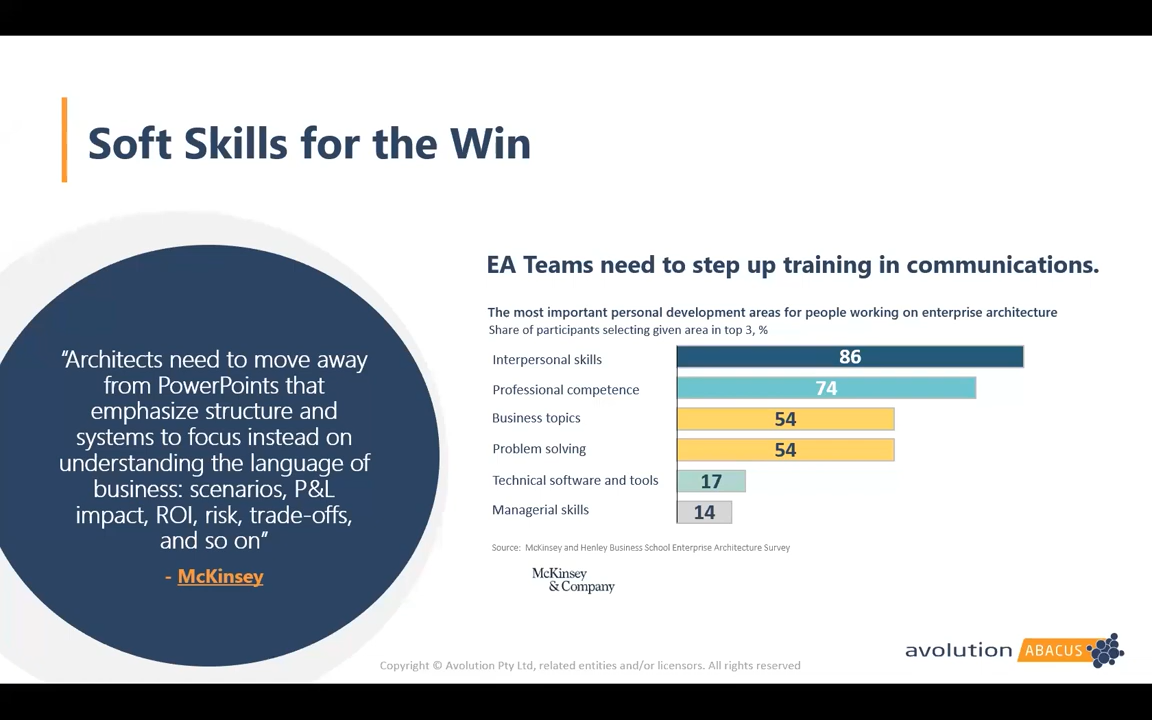 Soft Skills for the Win
“Architects need to move away
from PowerPoints that
emphasize structure and
systems to focus instead on
understanding the language of
business: scenarios, P&L
impact, ROI, risk, trade-offs,
and so on”
- McKinsey
EA Teams need to step up training in communications.
The most important personal development areas for people working on enterprise architecture
Share of participants selecting given area in top 3, %
Interpersonal skills 86
Professional competence 74
Business topics 54
Problem solving 54
Technical software and tools 17
Managerial skills 14
Source: McKinsey and Henley Business School Enterprise Architecture Survey
McKinsey
& Company
avolution ABACUS
Copyright © Avolution Pty Ltd, related entities and/or licensors. All rights reserved